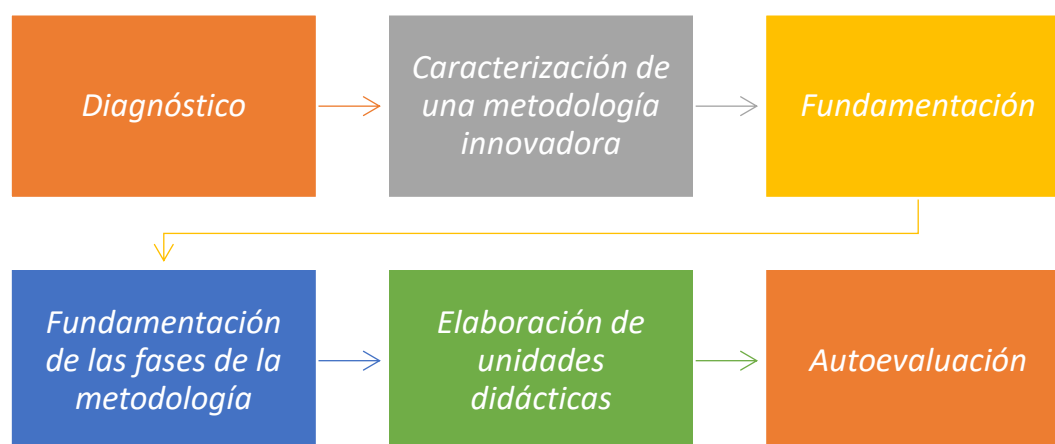 Diagnóstico
Caracterización de
una metodología
innovadora
Fundamentación
Fundamentación
de las fases de la
metodología
Elaboración de
unidades
didácticas
Autoevaluación